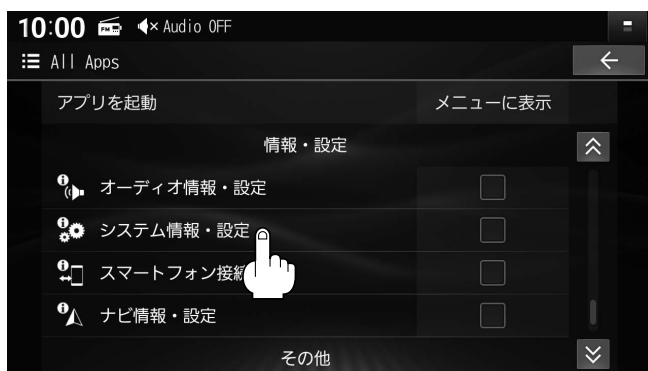 10:00 FM Audio OFF
All Apps
アプリを起動 メニューに表示
情報・設定
オーディオ情報・設定
システム情報・設定
スマートフォン接続
ナビ情報・設定
その他